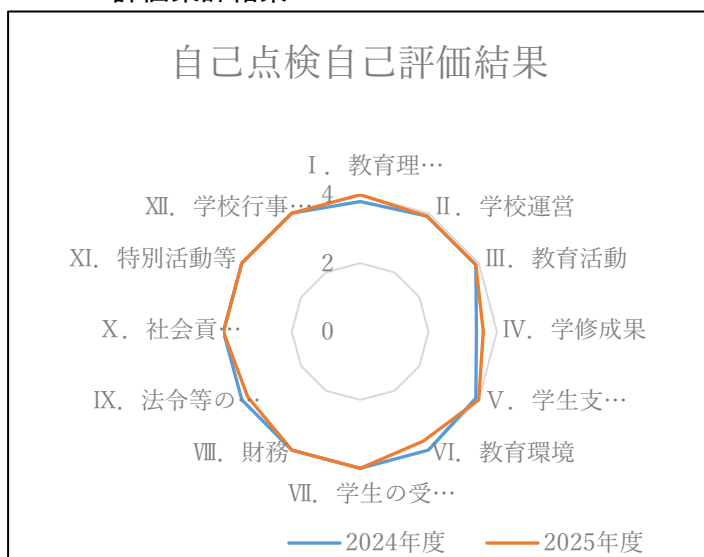 自己点検自己評価結果
Ⅰ．教育理…
Ⅱ．学校運営
Ⅲ．教育活動
Ⅳ．学修成果
Ⅴ．学生支…
Ⅵ．教育環境
Ⅶ．学生の受…
Ⅷ．財務
Ⅸ．法令等の…
Ⅹ．社会貢…
Ⅺ．特別活動等
Ⅻ．学校行事…
4
2
0
2024年度
2025年度